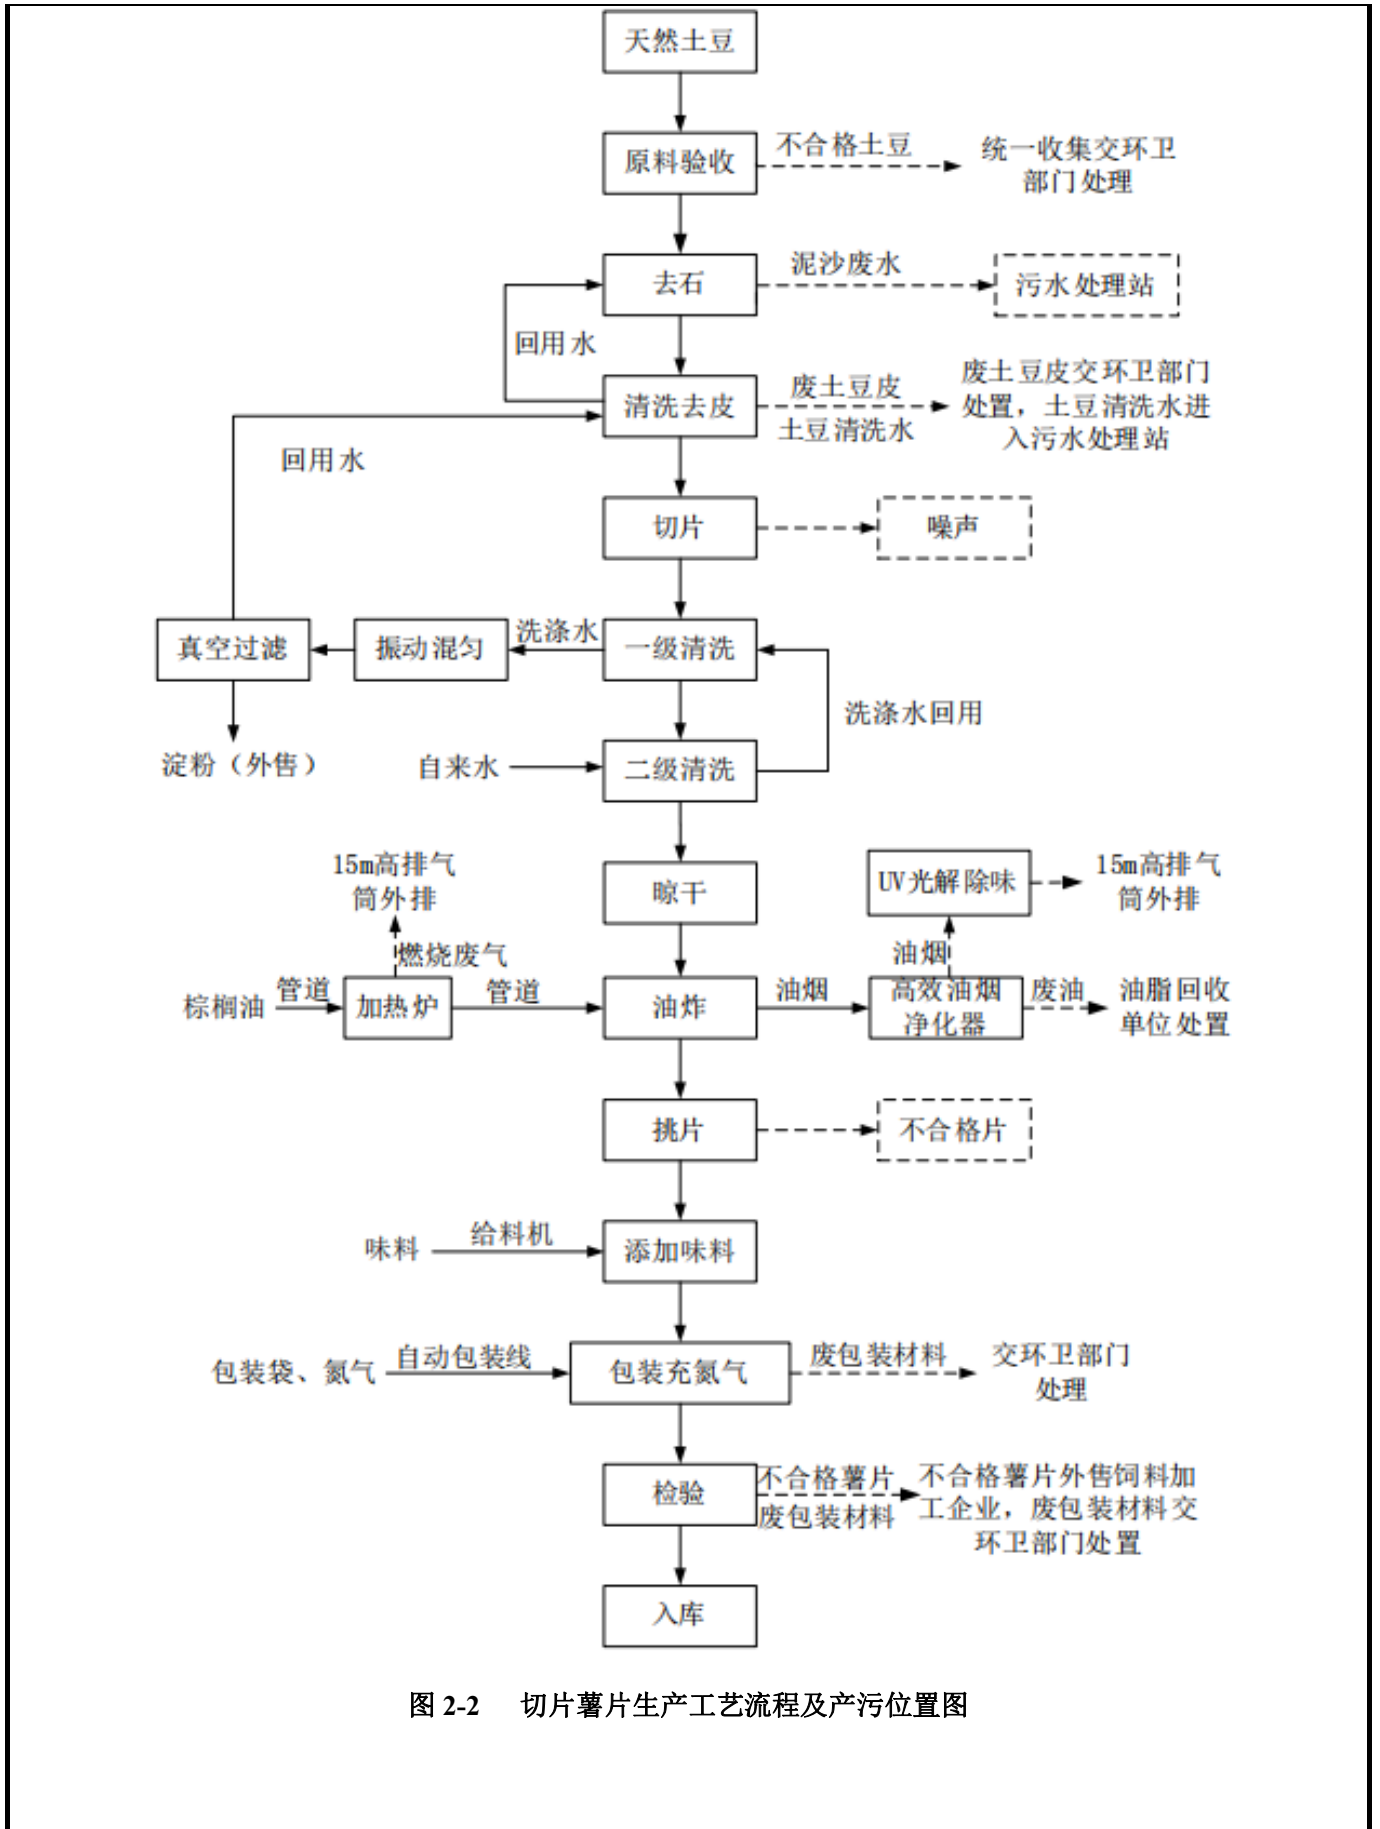 天然土豆
原料验收
不合格土豆
统一收集交环卫
部门处理
去石
泥沙废水
污水处理站
回用水
清洗去皮
废土豆皮
土豆清洗水
废土豆皮交环卫部门
处置，土豆清洗水进
入污水处理站
回用水
切片
噪声
真空过滤
振动混匀
洗涤水
一级清洗
洗涤水回用
淀粉（外售）
自来水
二级清洗
15m高排气
筒外排
晾干
UV光解除味
15m高排气
筒外排
燃烧废气
油烟
棕榈油
管道
加热炉
管道
油炸
油烟
高效油烟
净化器
废油
油脂回收
单位处置
挑片
不合格片
味料
给料机
添加味料
包装袋、氮气
自动包装线
包装充氮气
废包装材料
交环卫部门
处理
检验
不合格薯片
废包装材料
不合格薯片外售饲料加
工企业，废包装材料交
环卫部门处置
入库
图 2-2 切片薯片生产工艺流程及产污位置图